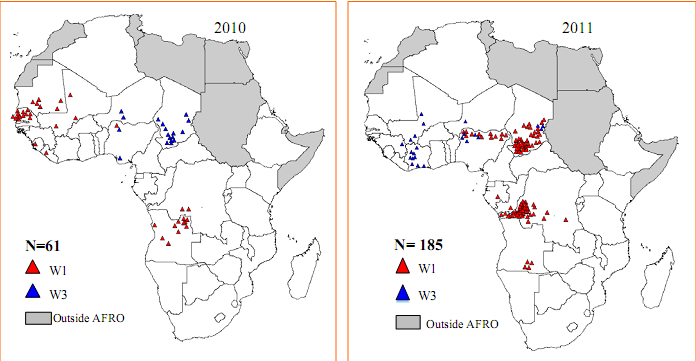 2010
N=61
W1
W3
Outside AFRO
2011
N= 185
W1
W3
Outside AFRO